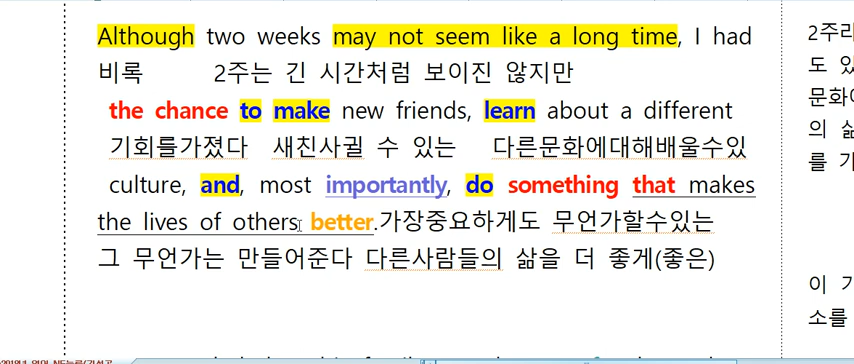 Although two weeks may not seem like a long time, I had
비록 2주는 긴 시간처럼 보이진 않지만
the chance to make new friends, learn about a different
기회를가졌다 새친사귈 수 있는 다른문화에대해배울수있
culture, and, most importantly, do something that makes
the lives of others better.가장중요하게도 무언가할수있는
그 무언가는 만들어준다 다른사람들의 삶을 더 좋게(좋은)
2주라
도 있
문화에
의 삶
를 기
이 기
소를